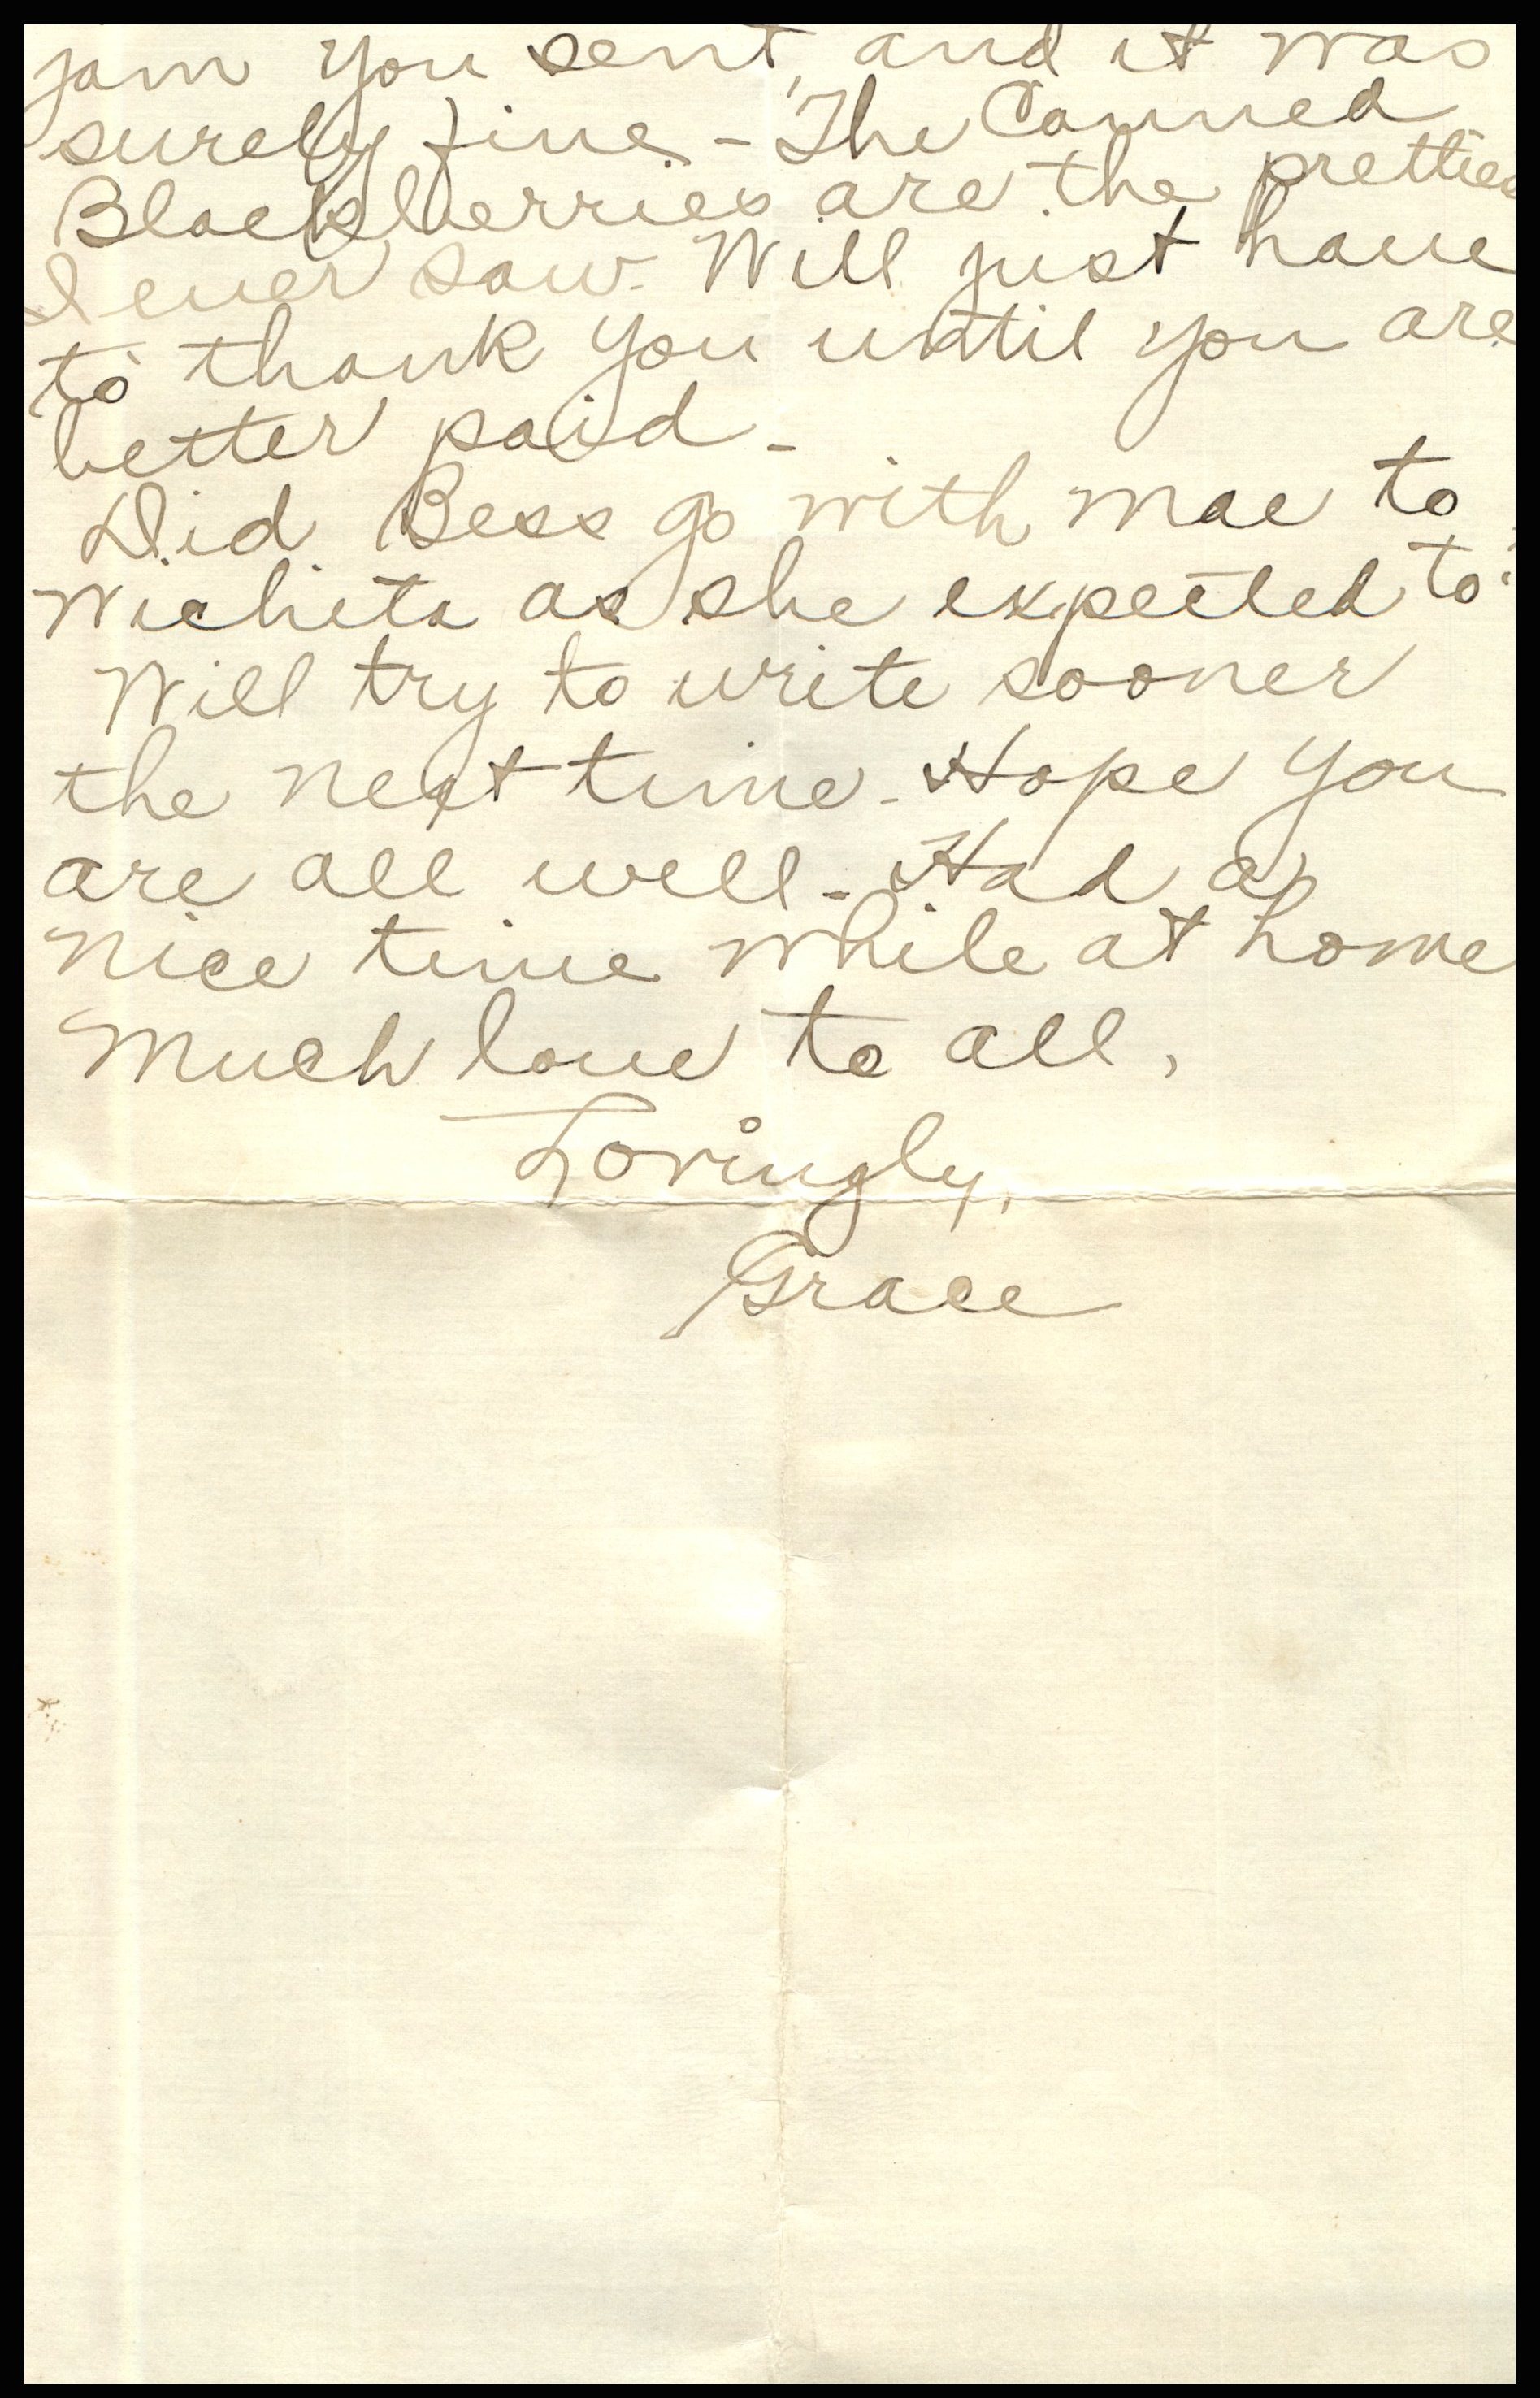 jam you sent, and it was
surely fine - The Canned
Blackberries are the pretties
I ever saw. Will just have
to thank you until you are
better paid -
Did Bess go with Mae to
Wichita as she expected to?
Will try to write sooner
the next time - Hope you
are all well - Had a
nice time while at home
Much love to all,
Lovingly,
Grace